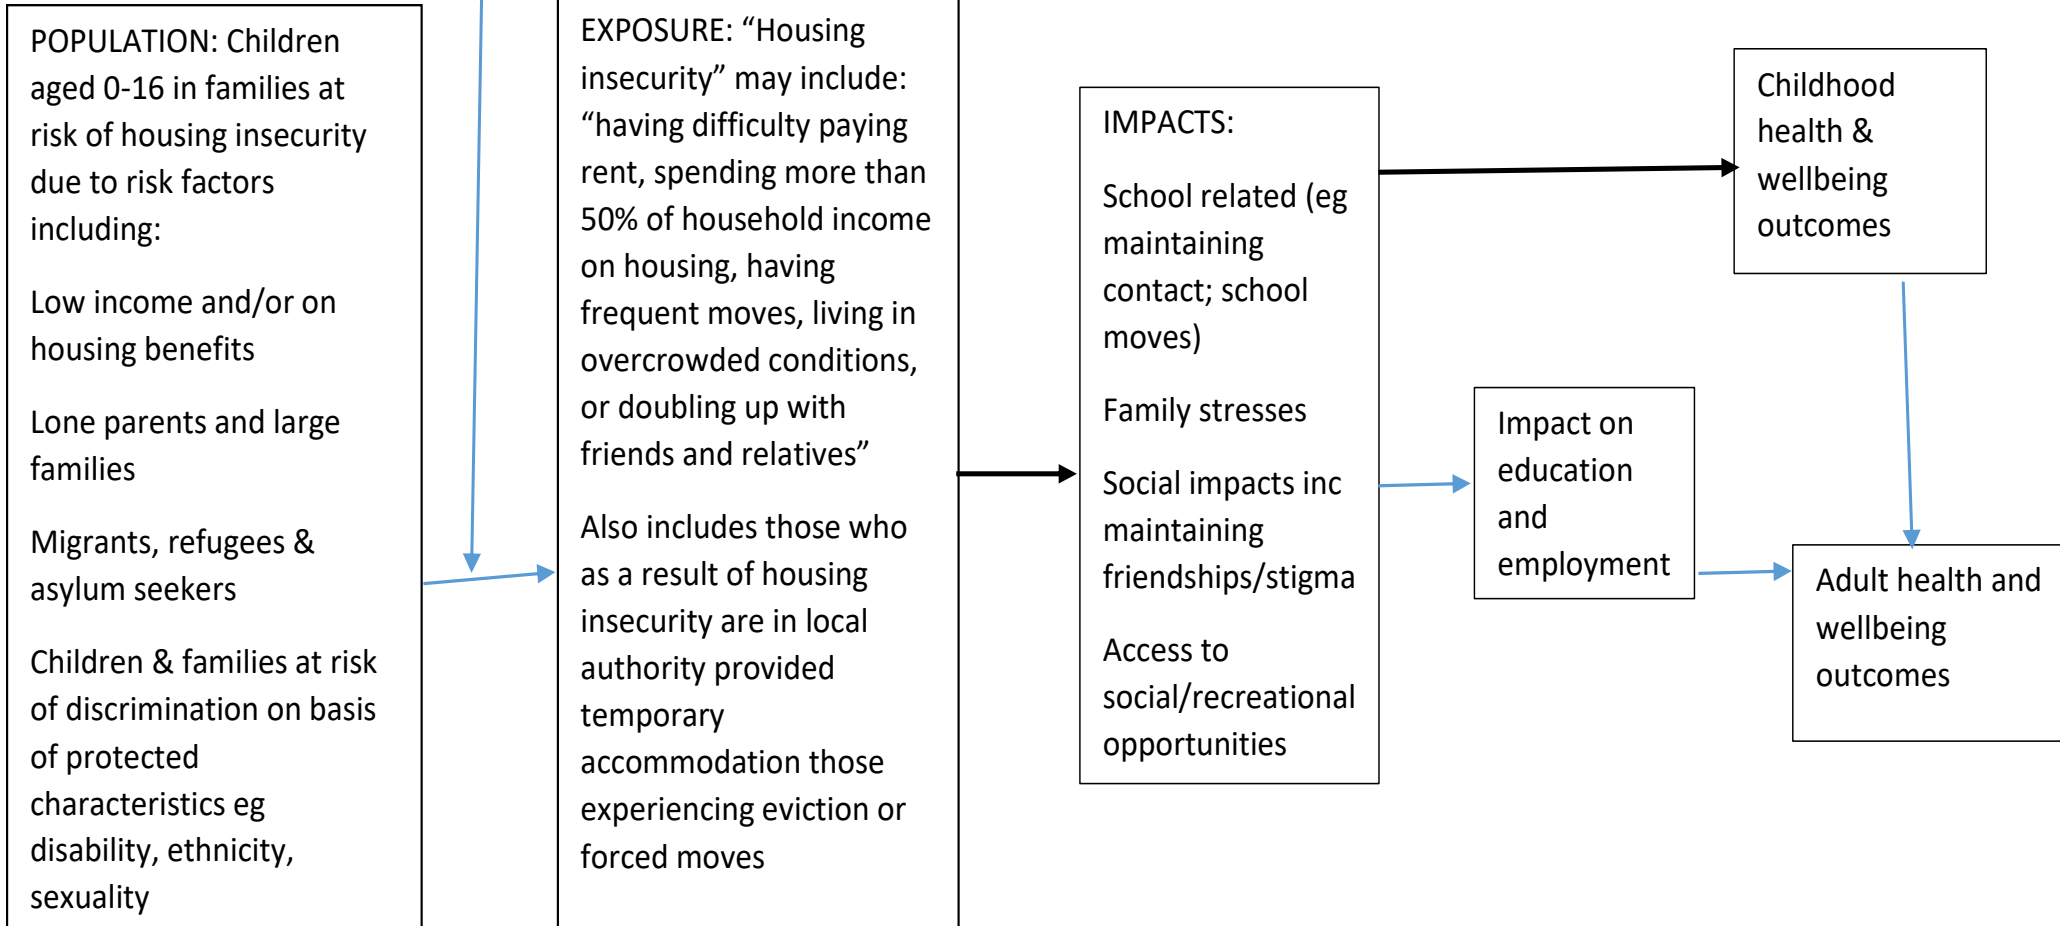 POPULATION: Children
aged 0-16 in families at
risk of housing insecurity
due to risk factors
including:
Low income and/or on
housing benefits
Lone parents and large
families
Migrants, refugees &
asylum seekers
Children & families at risk
of discrimination on basis
of protected
characteristics eg
disability, ethnicity,
sexuality
EXPOSURE: “Housing
insecurity” may include:
“having difficulty paying
rent, spending more than
50% of household income
on housing, having
frequent moves, living in
overcrowded conditions,
or doubling up with
friends and relatives”
Also includes those who
as a result of housing
insecurity are in local
authority provided
temporary
accommodation those
experiencing eviction or
forced moves
IMPACTS:
School related (eg
maintaining
contact; school
moves)
Family stresses
Social impacts inc
maintaining
friendships/stigma
Access to
social/recreational
opportunities
Childhood
health &
wellbeing
outcomes
Impact on
education
and
employment
Adult health and
wellbeing
outcomes